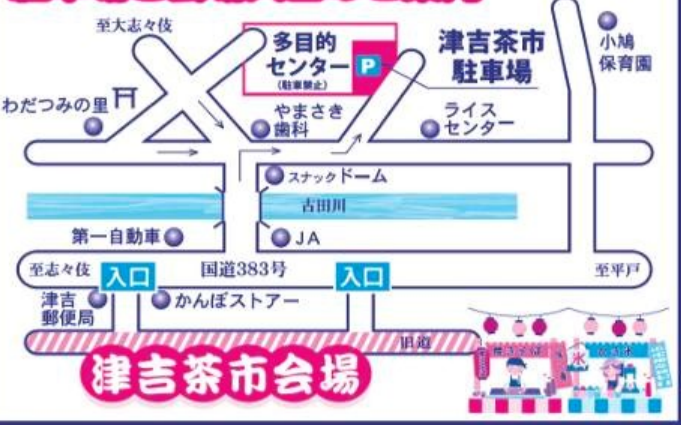 至大志々伎
多目的
センター
(駐車禁止)
P
津吉茶市
駐車場
小鳩
保育園
わだつみの里
やまさき
歯科
ライス
センター
スナックドーム
古田川
第一自動車
JA
至志々伎
入口
国道383号
入口
至平戸
津吉
郵便局
かんぽストアー
旧道
津吉茶市会場
氷